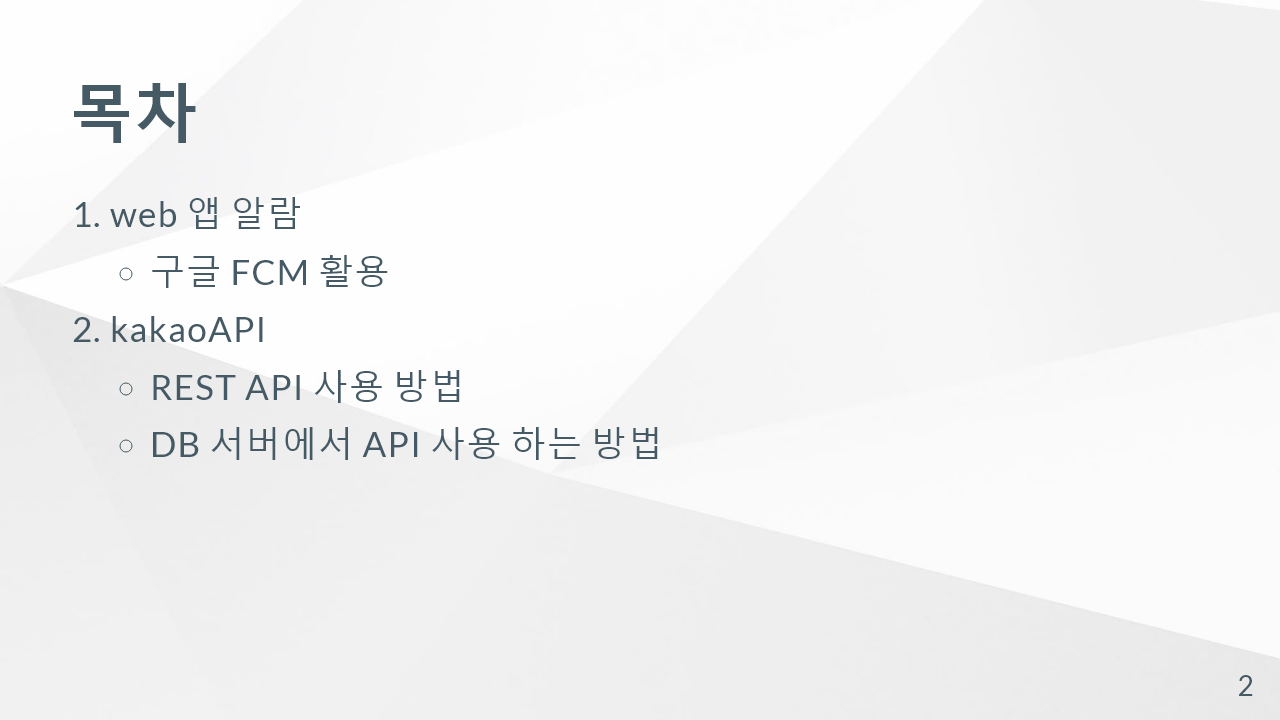 목차
1. web 앱 알람
○ 구글 FCM 활용
2. kakaoAPI
○ REST API 사용 방법
○ DB 서버에서 API 사용 하는 방법
2